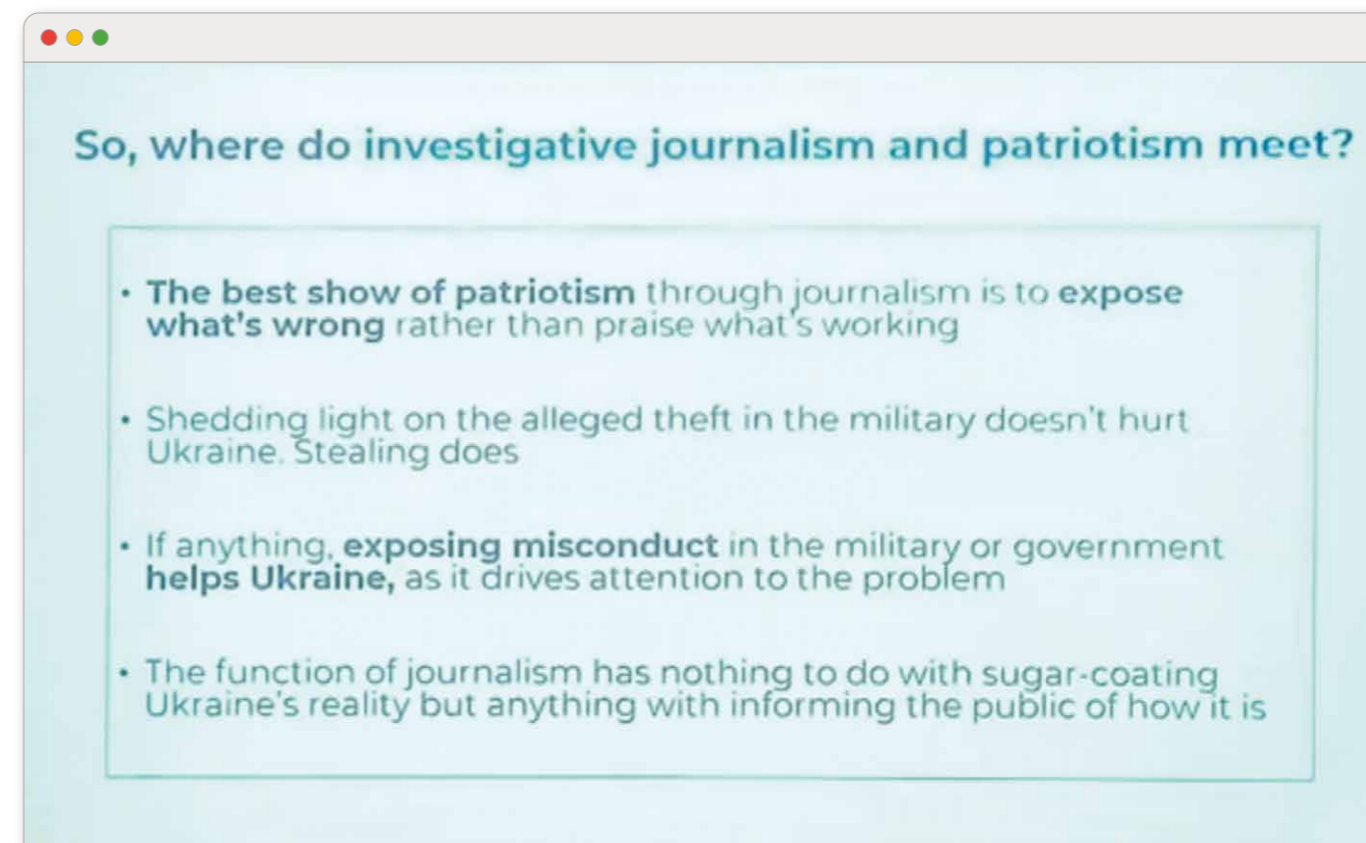 So, where do investigative journalism and patriotism meet?
• The best show of patriotism through journalism is to expose
what's wrong rather than praise what's working
• Shedding light on the alleged theft in the military doesn't hurt
Ukraine. Stealing does
• If anything, exposing misconduct in the military or government
helps Ukraine, as it drives attention to the problem
• The function of journalism has nothing to do with sugar-coating
Ukraine's reality but anything with informing the public of how it is